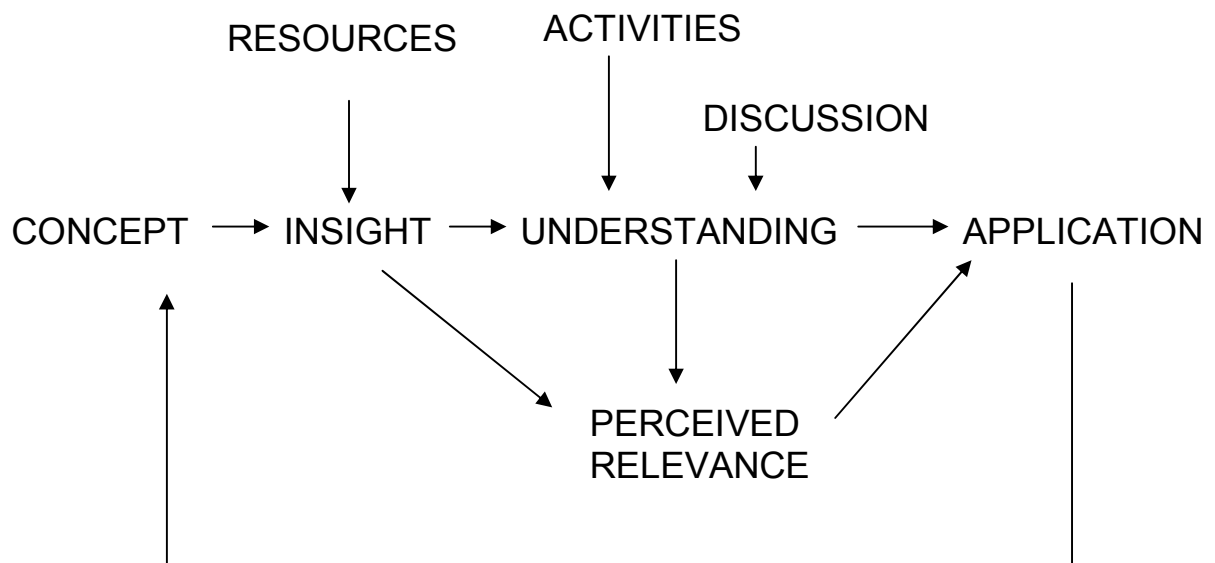 RESOURCES
ACTIVITIES
DISCUSSION
CONCEPT
INSIGHT
UNDERSTANDING
APPLICATION
PERCEIVED
RELEVANCE